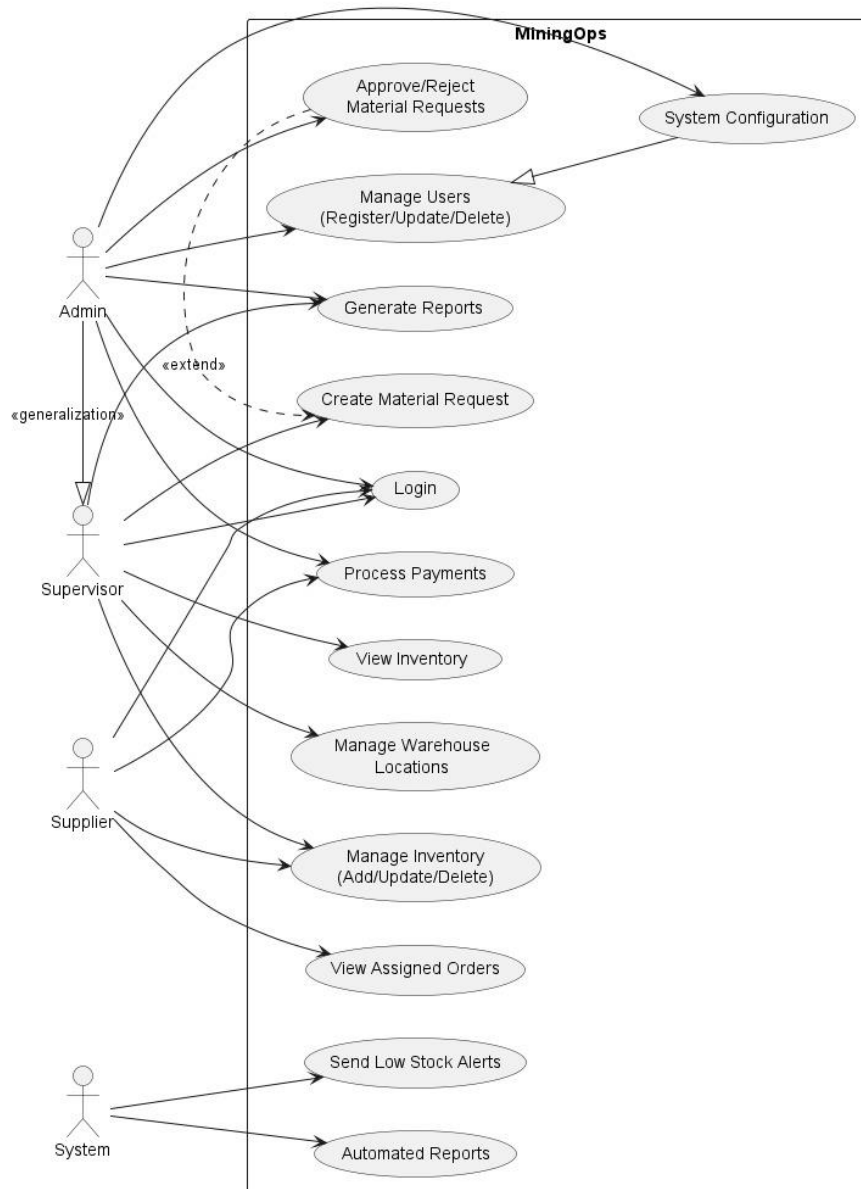 MiningOps
Approve/Reject
Material Requests
System Configuration
Manage Users
(Register/Update/Delete)
Admin
Generate Reports
«extend»
Create Material Request
«generalization»
Login
Supervisor
Process Payments
View Inventory
Manage Warehouse
Locations
Supplier
Manage Inventory
(Add/Update/Delete)
View Assigned Orders
Send Low Stock Alerts
System
Automated Reports